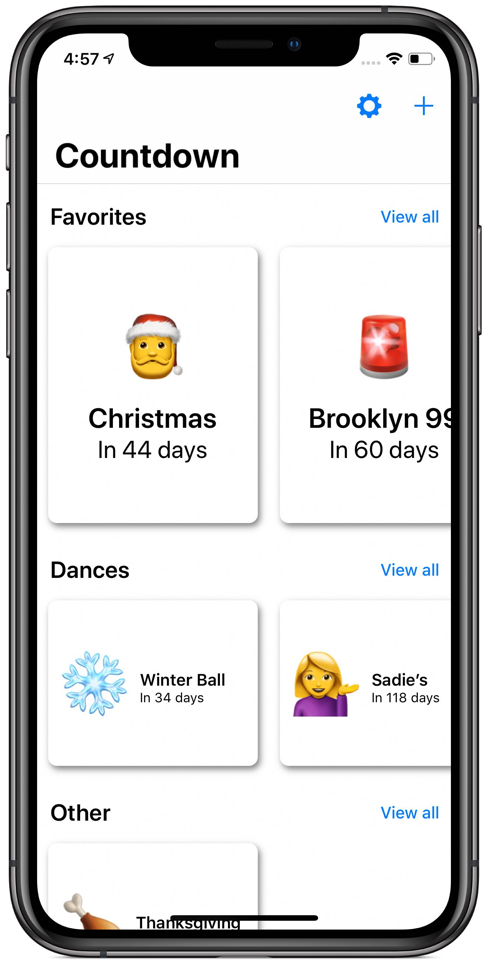 4:57
Countdown
Favorites View all
Christmas
In 44 days
Brooklyn 99
In 60 days
Dances View all
Winter Ball
In 34 days
Sadie’s
In 118 days
Other View all
Thanksgiving